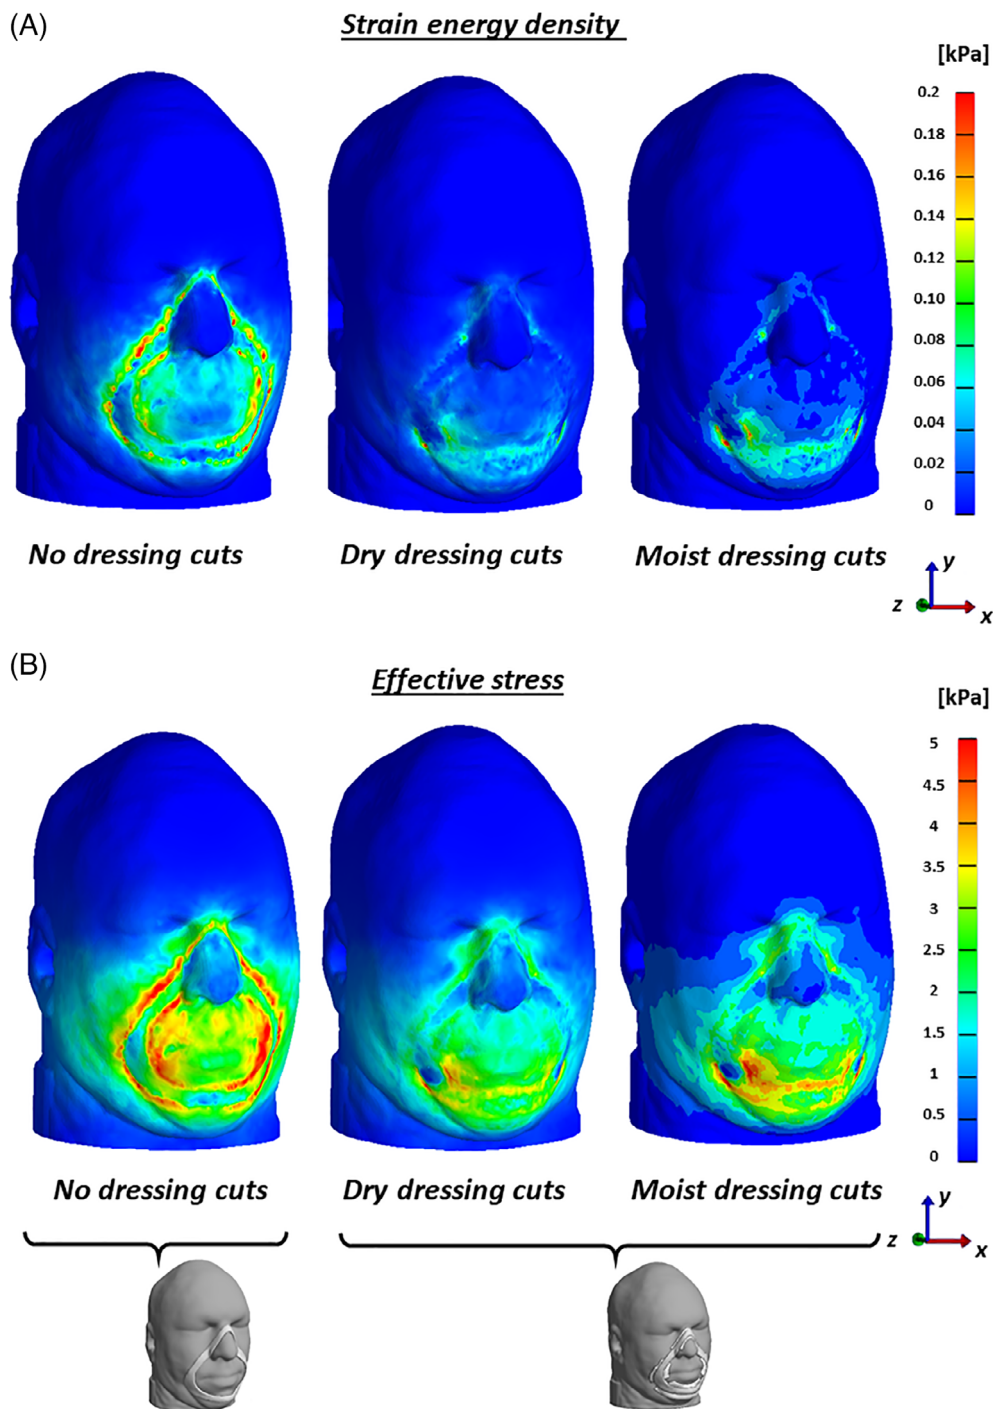 (A)
Strain energy density
[kPa]
0.2
0.18
0.16
0.14
0.12
0.10
0.08
0.06
0.04
0.02
0
No dressing cuts
Dry dressing cuts
Moist dressing cuts
y
z
x
(B)
Effective stress
[kPa]
5
4.5
4
3.5
3
2.5
2
1.5
1
0.5
0
No dressing cuts
Dry dressing cuts
Moist dressing cuts
y
z
x